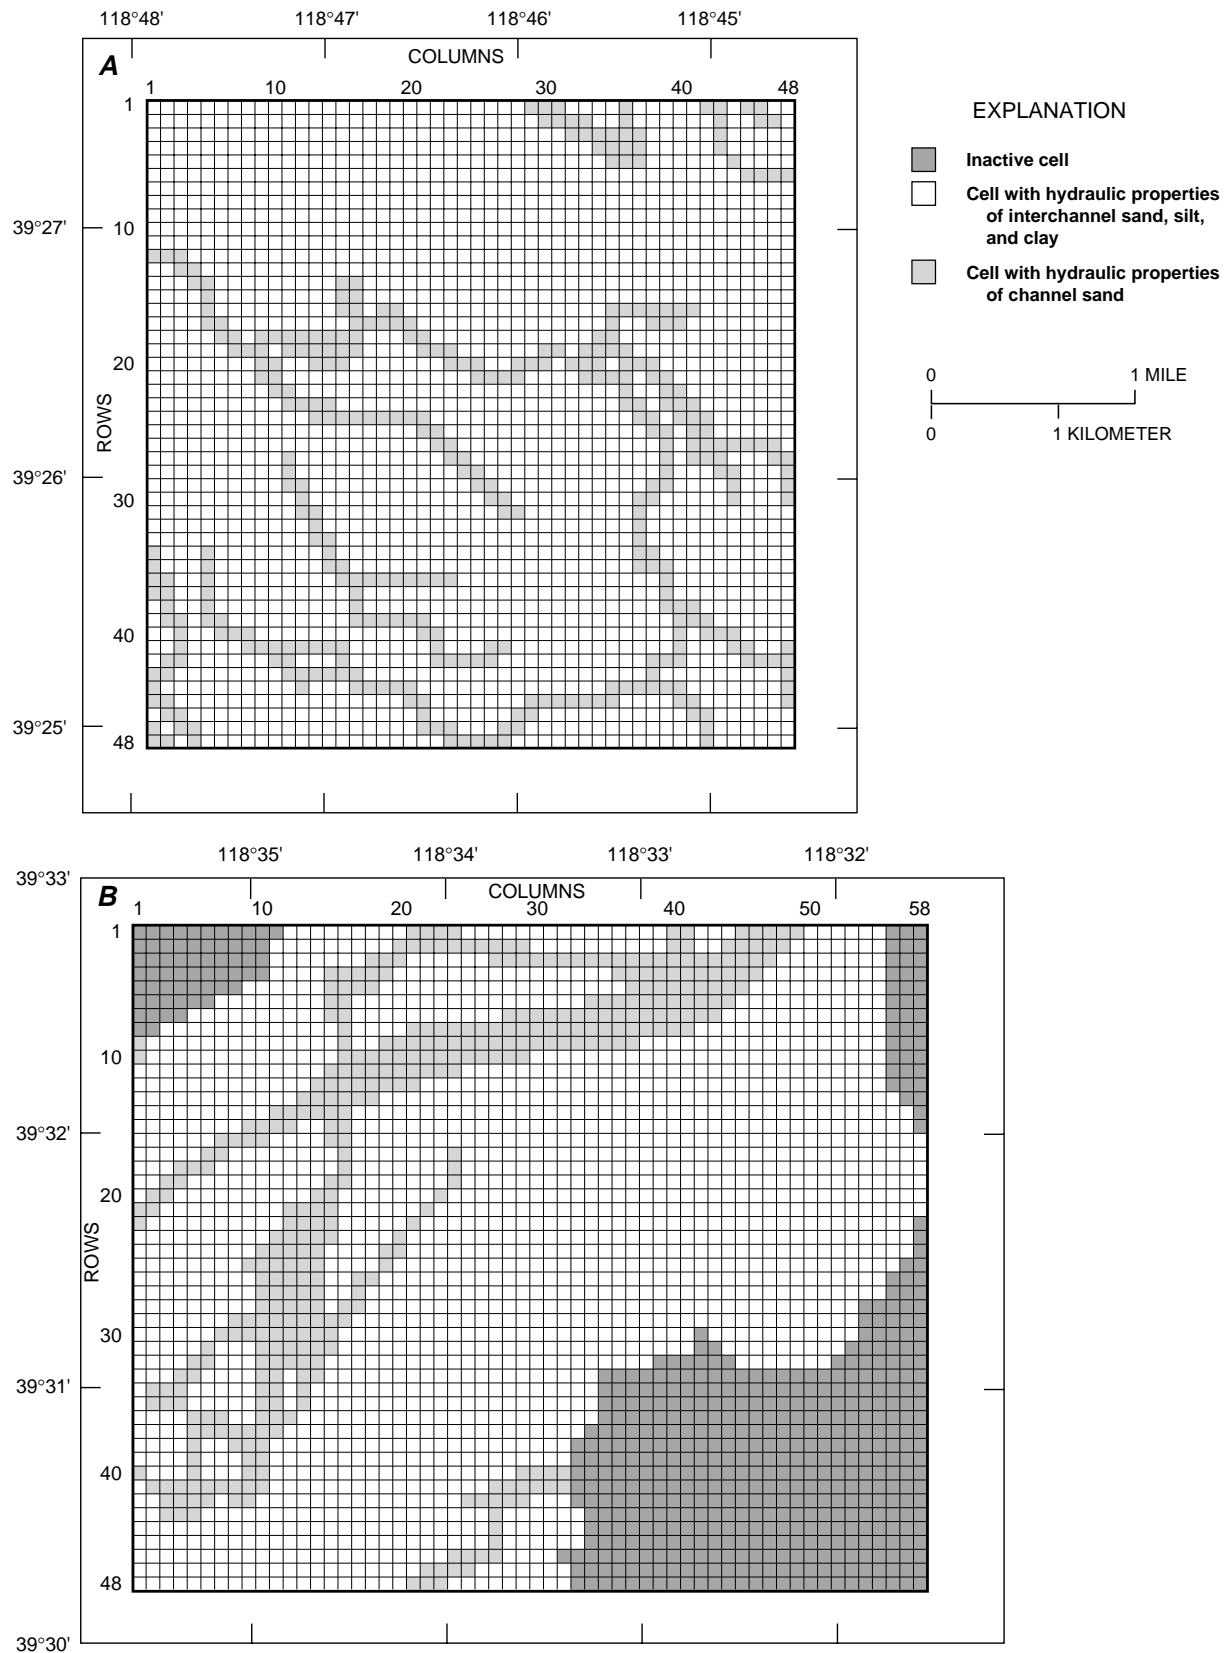 118°48' 118°47' 118°46' 118°45'
A
COLUMNS
1 10 20 30 40 48
1
39°27' 10
20
ROWS
39°26'
30
40
39°25'
48
EXPLANATION
Inactive cell
Cell with hydraulic properties
of interchannel sand, silt,
and clay
Cell with hydraulic properties
of channel sand
0 1 MILE
0 1 KILOMETER
118°35' 118°34' 118°33' 118°32'
39°33'
B
COLUMNS
1 10 20 30 40 50 58
1
10
39°32'
20
ROWS
30
39°31'
40
48
39°30'